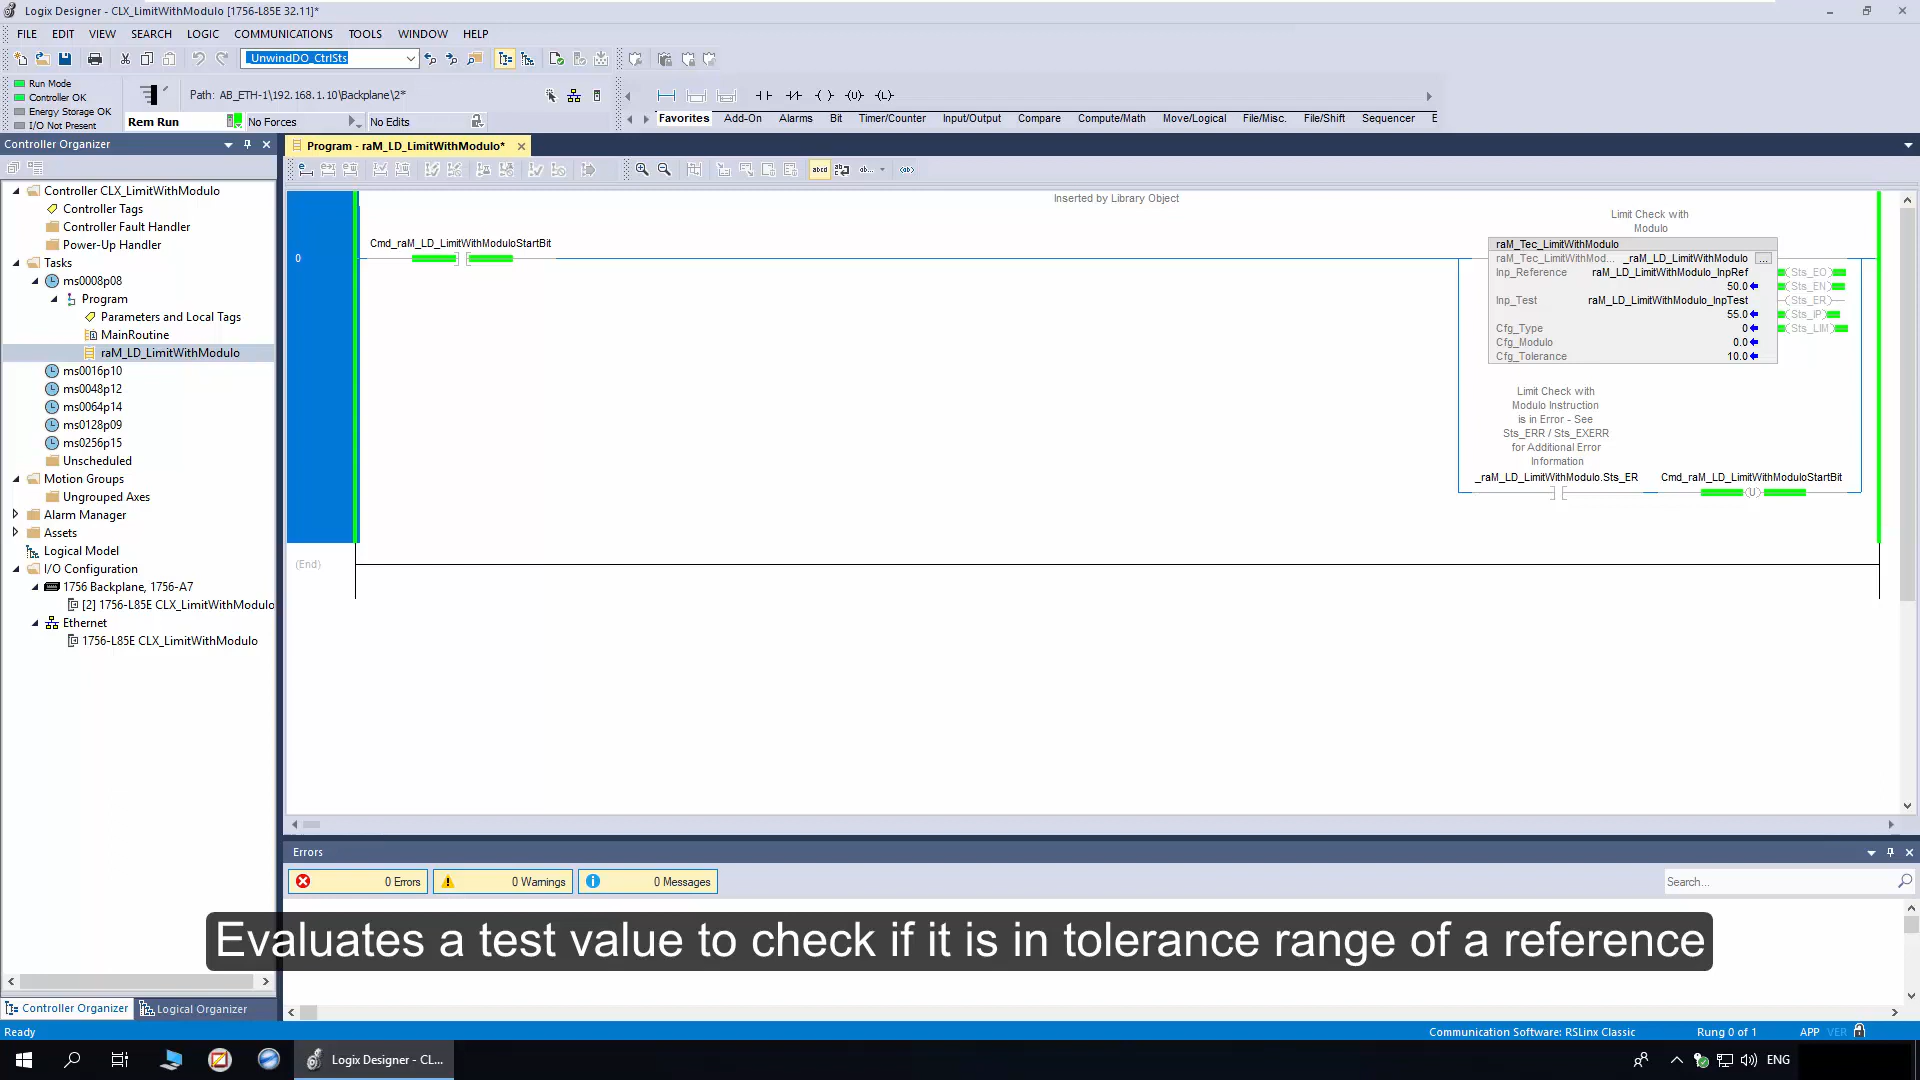 Logix Designer - CLX_LimitWithModulo [1756-L85E 32.11]*
FILE EDIT VIEW SEARCH LOGIC COMMUNICATIONS TOOLS WINDOW HELP
_UnwindDO_CtrlSts
Run Mode
Controller OK
Energy Storage OK
I/O Not Present
Path: AB_ETH-1\192.168.1.10\Backplane\2*
Rem Run No Forces No Edits
Favorites Add-On Alarms Bit Timer/Counter Input/Output Compare Compute/Math Move/Logical File/Misc. File/Shift Sequencer E
Controller Organizer
Program - raM_LD_LimitWithModulo*
Controller CLX_LimitWithModulo
Controller Tags
Controller Fault Handler
Power-Up Handler
Tasks
ms0008p08
Program
Parameters and Local Tags
MainRoutine
raM_LD_LimitWithModulo
ms0016p10
ms0048p12
ms0064p14
ms0128p09
ms0256p15
Unscheduled
Motion Groups
Ungrouped Axes
Alarm Manager
Assets
Logical Model
I/O Configuration
1756 Backplane, 1756-A7
[2] 1756-L85E CLX_LimitWithModulo
Ethernet
1756-L85E CLX_LimitWithModulo
Inserted by Library Object
0
Cmd_raM_LD_LimitWithModuloStartBit
Limit Check with
Modulo
raM_Tec_LimitWithModulo
raM_Tec_LimitWithMod... _raM_LD_LimitWithModulo ...
Inp_Reference raM_LD_LimitWithModulo_InpRef
50.0
Inp_Test raM_LD_LimitWithModulo_InpTest
55.0
Cfg_Type 0
Cfg_Modulo 0.0
Cfg_Tolerance 10.0
Sts_EO
Sts_EN
Sts_ER
Sts_IP
Sts_LIM
Limit Check with
Modulo Instruction
is in Error - See
Sts_ERR / Sts_EXERR
for Additional Error
Information
_raM_LD_LimitWithModulo.Sts_ER Cmd_raM_LD_LimitWithModuloStartBit
U
(End)
Errors
0 Errors 0 Warnings 0 Messages
Search...
Evaluates a test value to check if it is in tolerance range of a reference
Controller Organizer Logical Organizer
Ready
Communication Software: RSLinx Classic Rung 0 of 1 APP VER
Logix Designer - CL... ENG